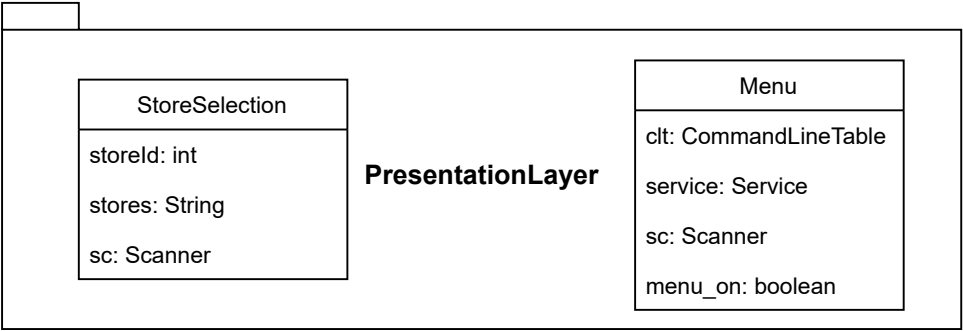 StoreSelection
storeId: int
stores: String
sc: Scanner
PresentationLayer
Menu
clt: CommandLineTable
service: Service
sc: Scanner
menu_on: boolean